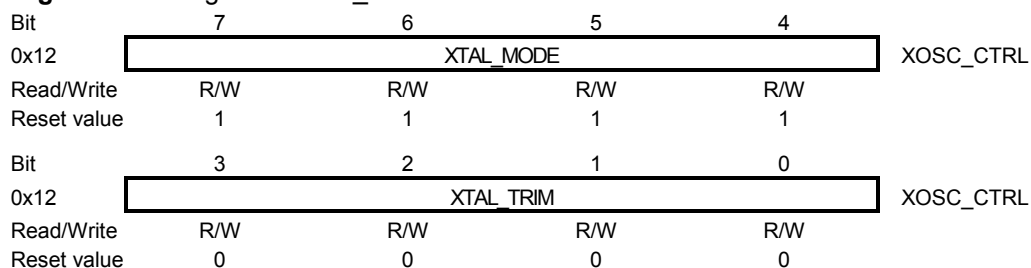 Bit 7 6 5 4
0x12 XTAL_MODE XOSC_CTRL
Read/Write R/W R/W R/W R/W
Reset value 1 1 1 1
Bit 3 2 1 0
0x12 XTAL_TRIM XOSC_CTRL
Read/Write R/W R/W R/W R/W
Reset value 0 0 0 0